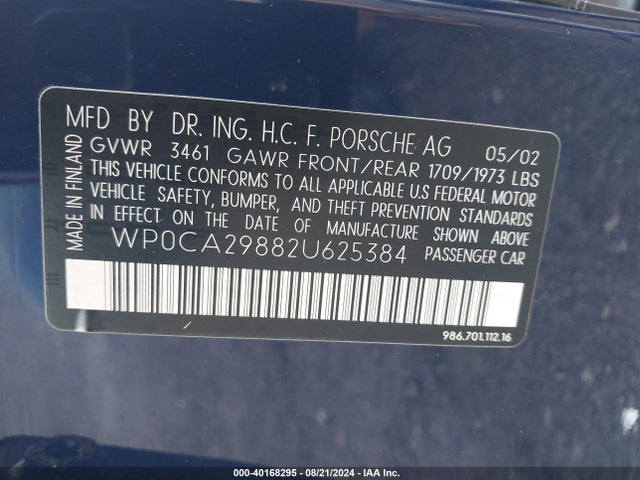 MFD BY DR. ING. H.C. F. PORSCHE AG 05/02
GVWR 3461 GAWR FRONT/REAR 1709/1973 LBS
THIS VEHICLE CONFORMS TO ALL APPLICABLE U.S FEDERAL MOTOR
VEHICLE SAFETY, BUMPER, AND THEFT PREVENTION STANDARDS
IN EFFECT ON THE DATE OF MANUFACTURE SHOWN ABOVE
WP0CA29882U625384 PASSENGER CAR
MADE IN FINLAND
986.701.112.16
000-40168295 - 08/21/2024 - IAA Inc.